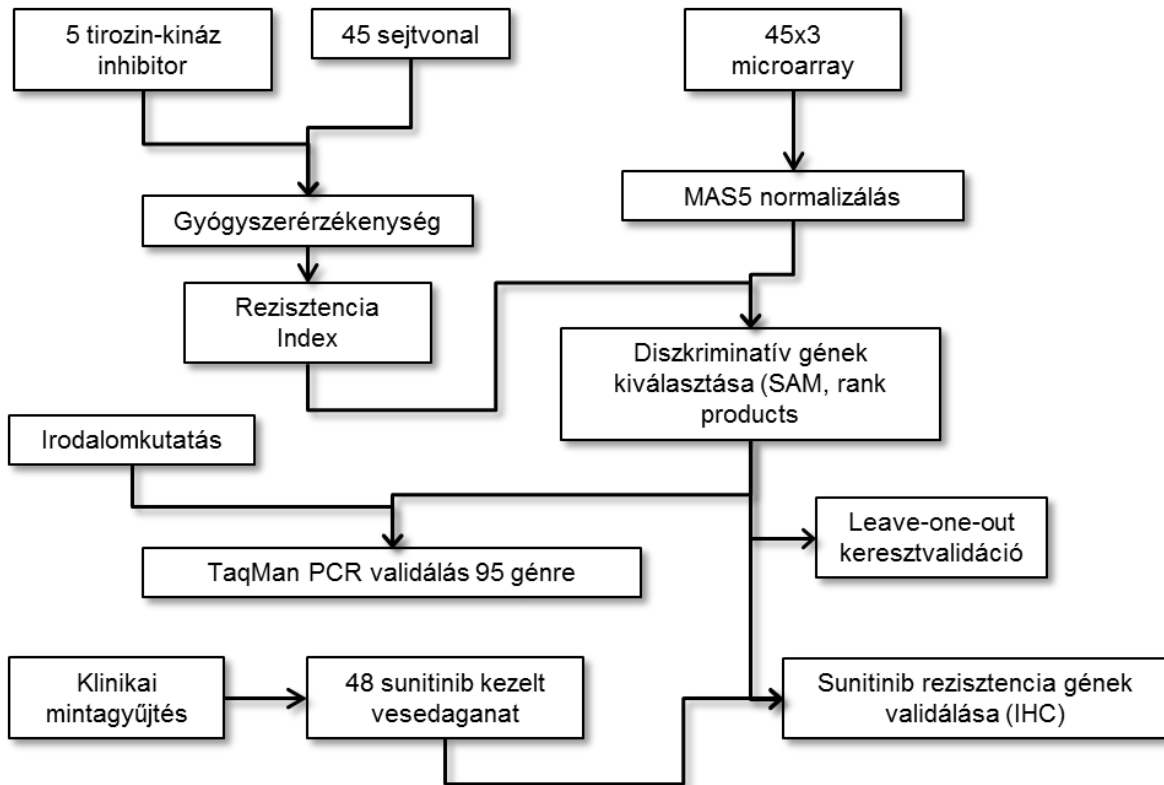 5 tirozin-kináz
inhibitor
45 sejtvonal
45x3
microarray
MAS5 normalizálás
Gyógyszerérzékenység
Rezisztencia
Index
Diszkriminatív gének
kiválasztása (SAM, rank
products
Irodalomkutatás
Leave-one-out
keresztvalidáció
TaqMan PCR validálás 95 génre
Klinikai
mintagyűjtés
48 sunitinib kezelt
vesedaganat
Sunitinib rezisztencia gének
validálása (IHC)